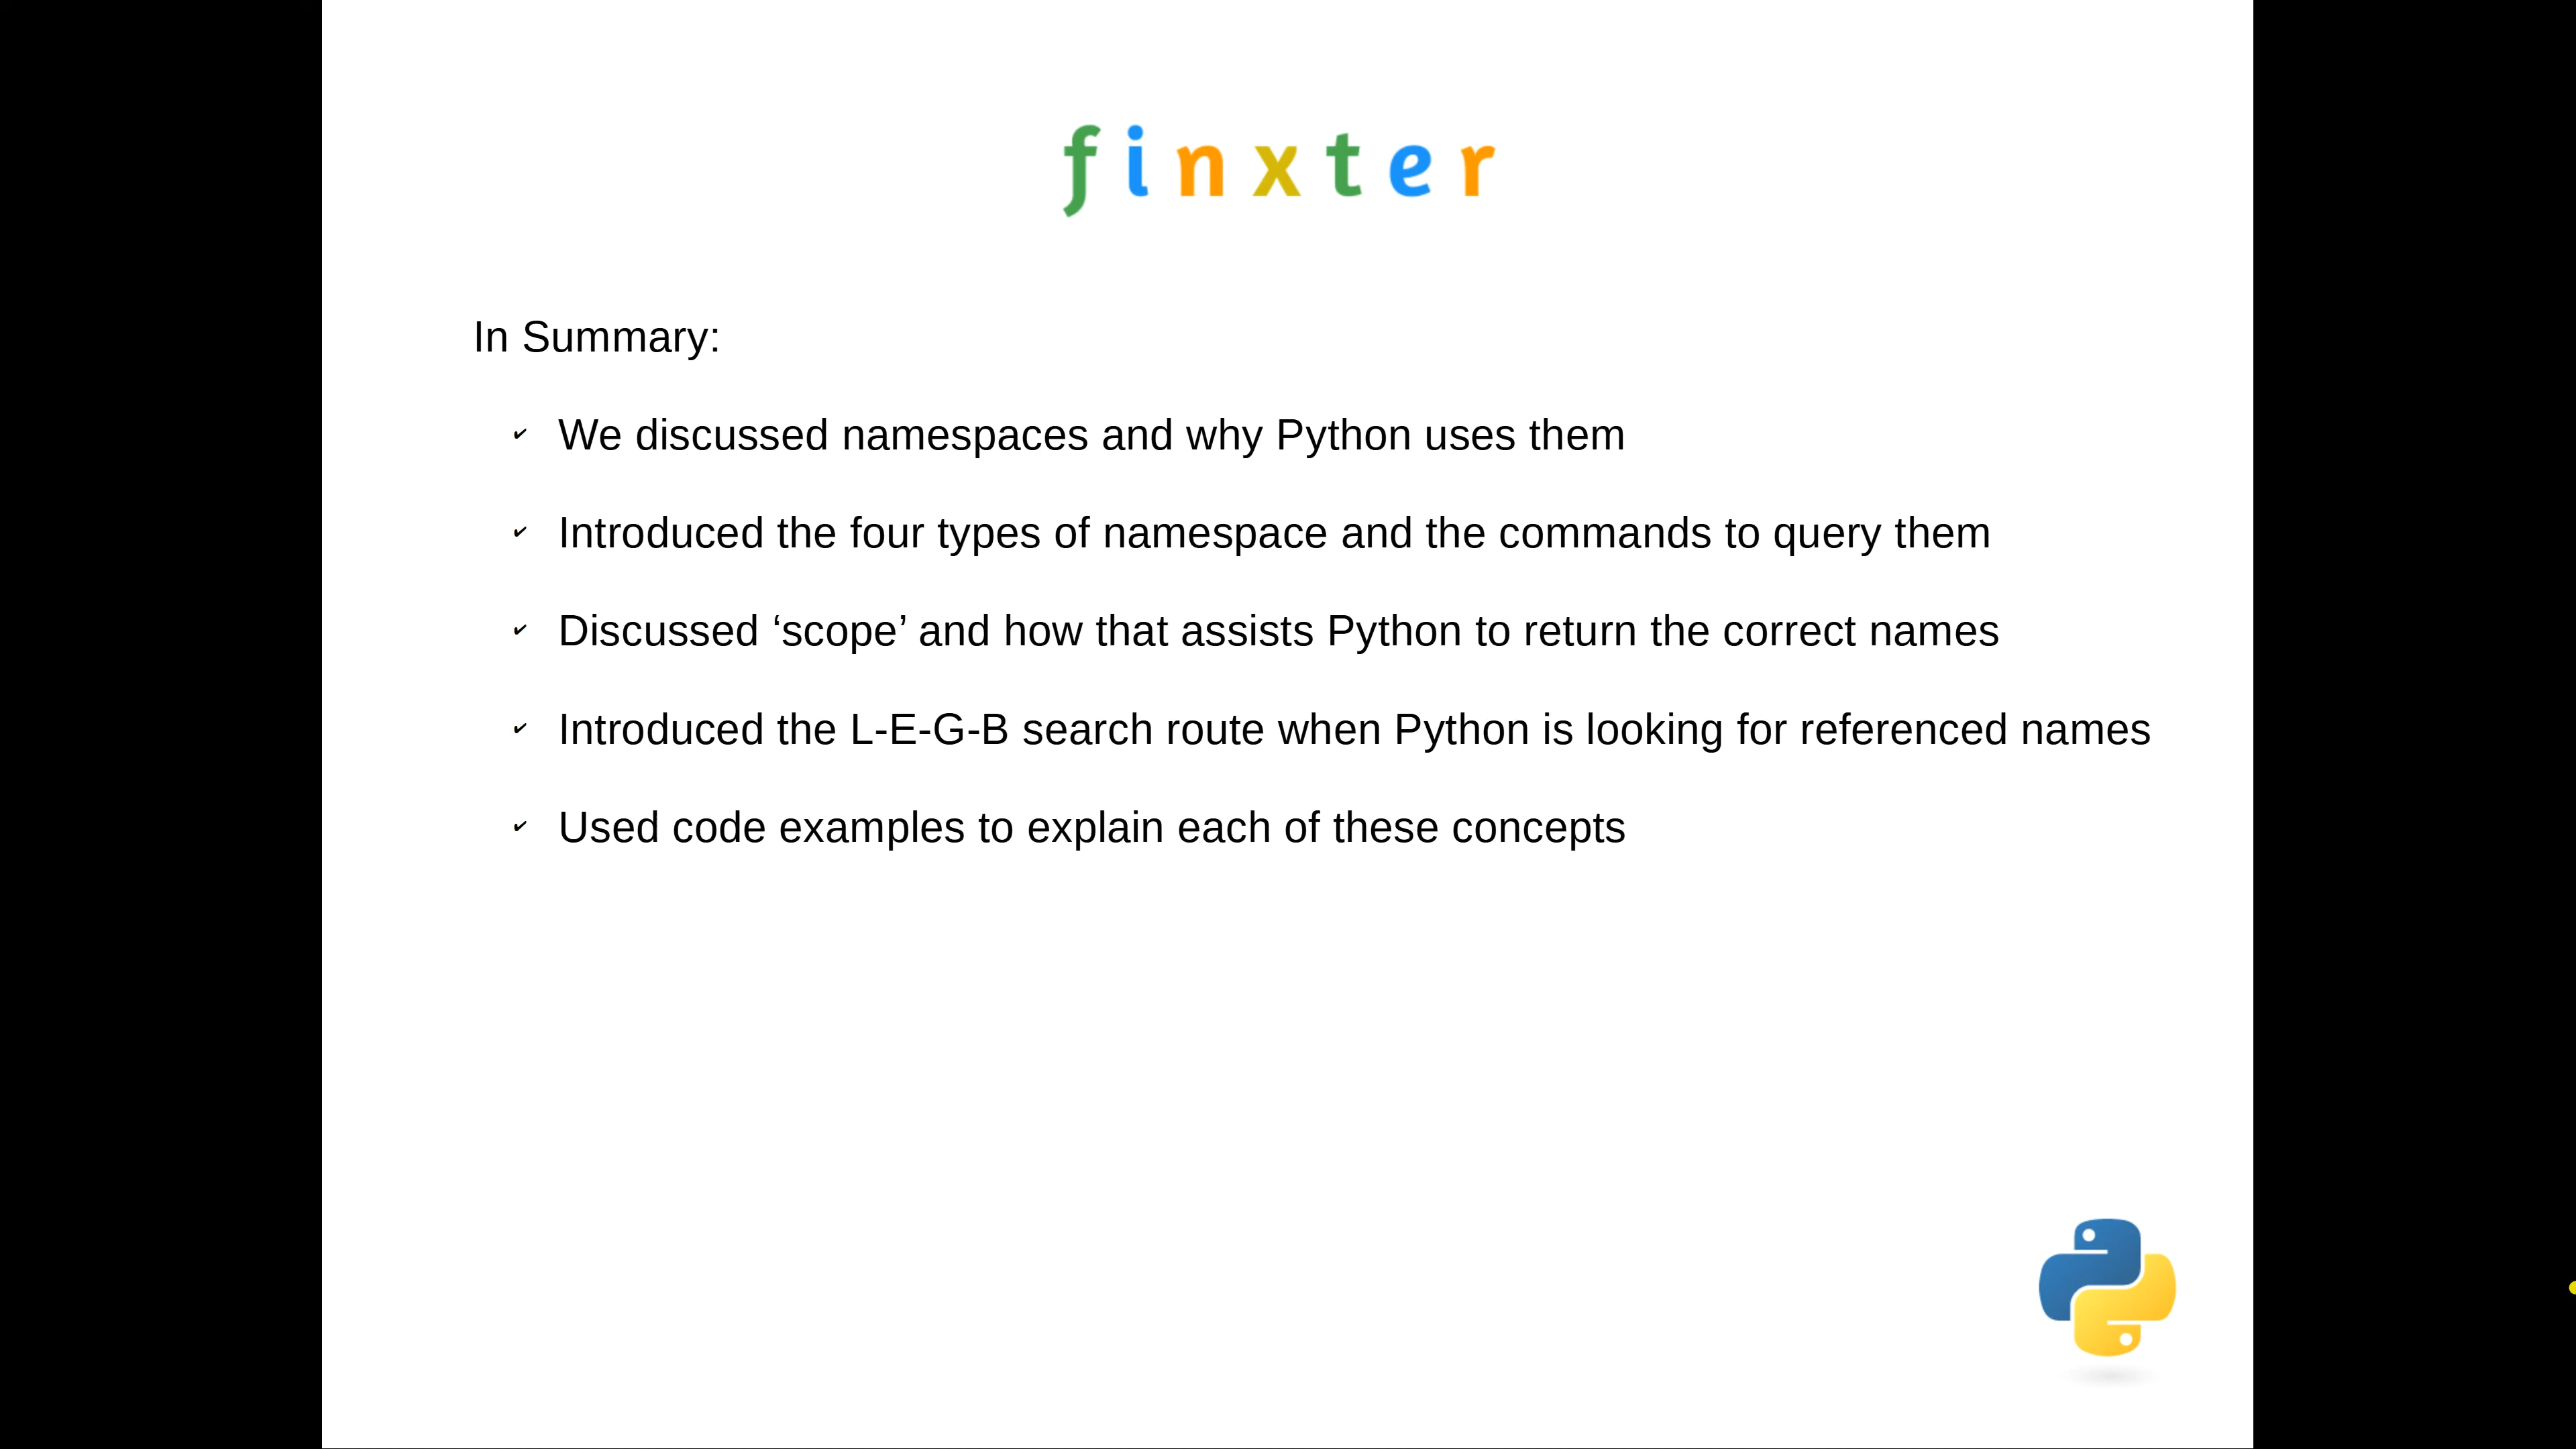 finxter
In Summary:
✔ We discussed namespaces and why Python uses them
✔ Introduced the four types of namespace and the commands to query them
✔ Discussed ‘scope’ and how that assists Python to return the correct names
✔ Introduced the L-E-G-B search route when Python is looking for referenced names
✔ Used code examples to explain each of these concepts